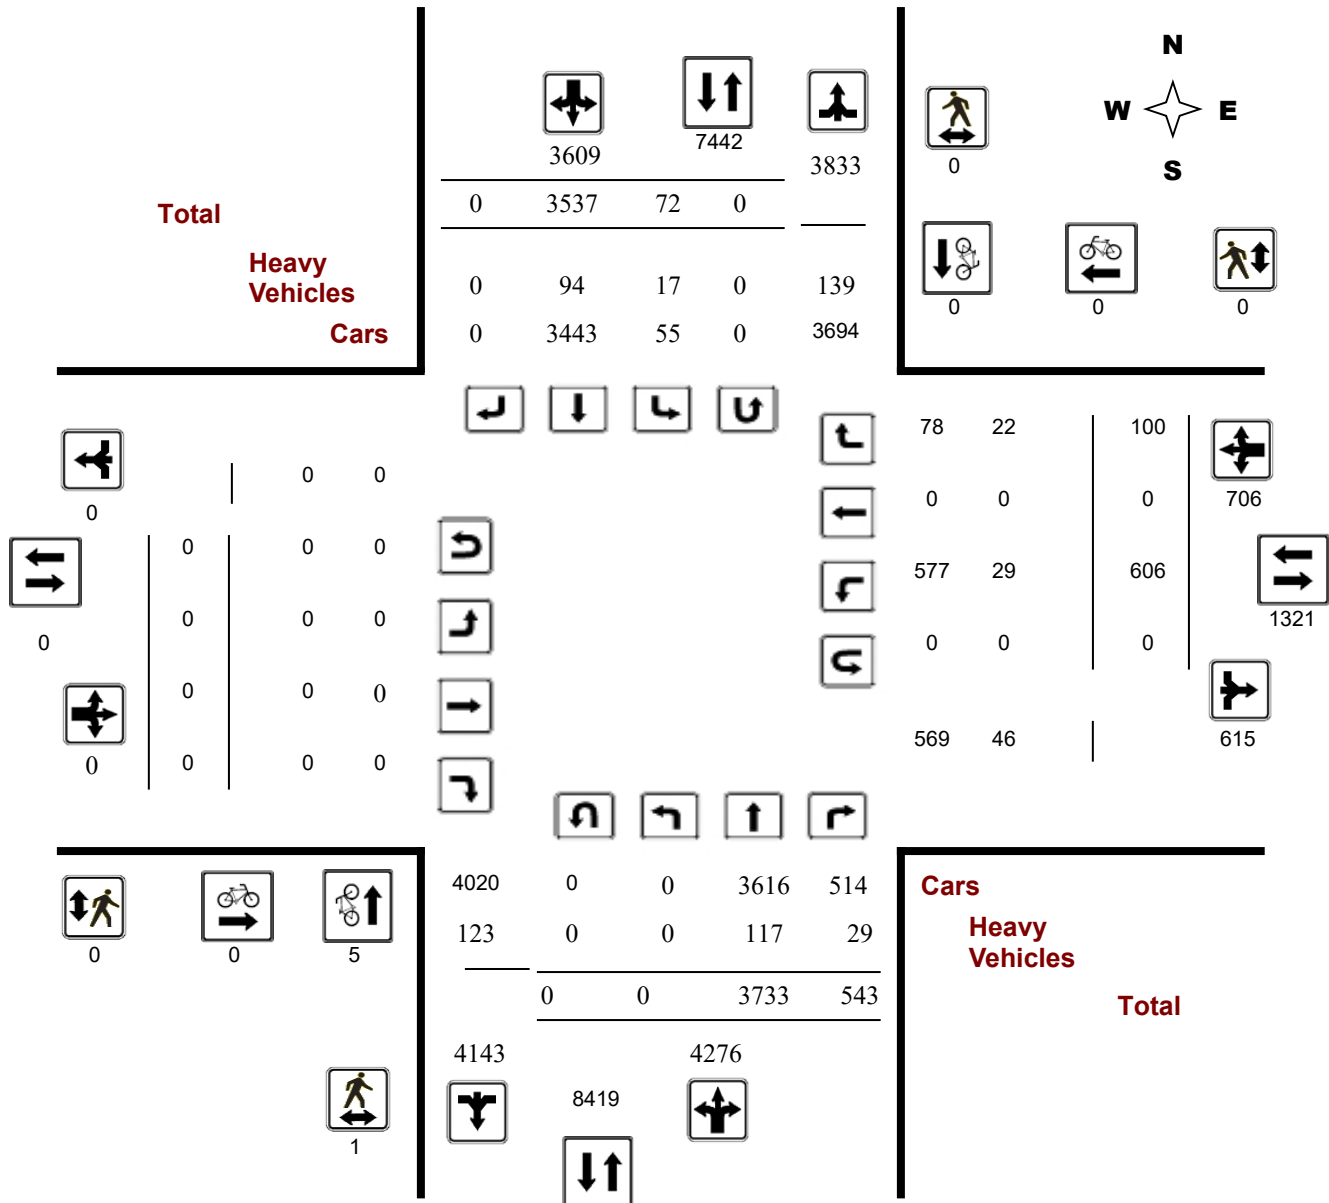 N
W E
S
3609 7442 3833 0
Total 0 3537 72 0
Heavy
Vehicles 0 94 17 0 139
0 0 0
Cars 0 3443 55 0 3694
78 22 100
0 0
0 0 0 0 706
0 0 0 0
577 29 606
0 0 0 1321
0 0 0 0
0 0 0
569 46 615
0 0 0 0
4020 0 0 3616 514 Cars
123 0 0 117 29 Heavy
Vehicles
0 0 5
0 0 3733 543 Total
4143 4276
8419
1